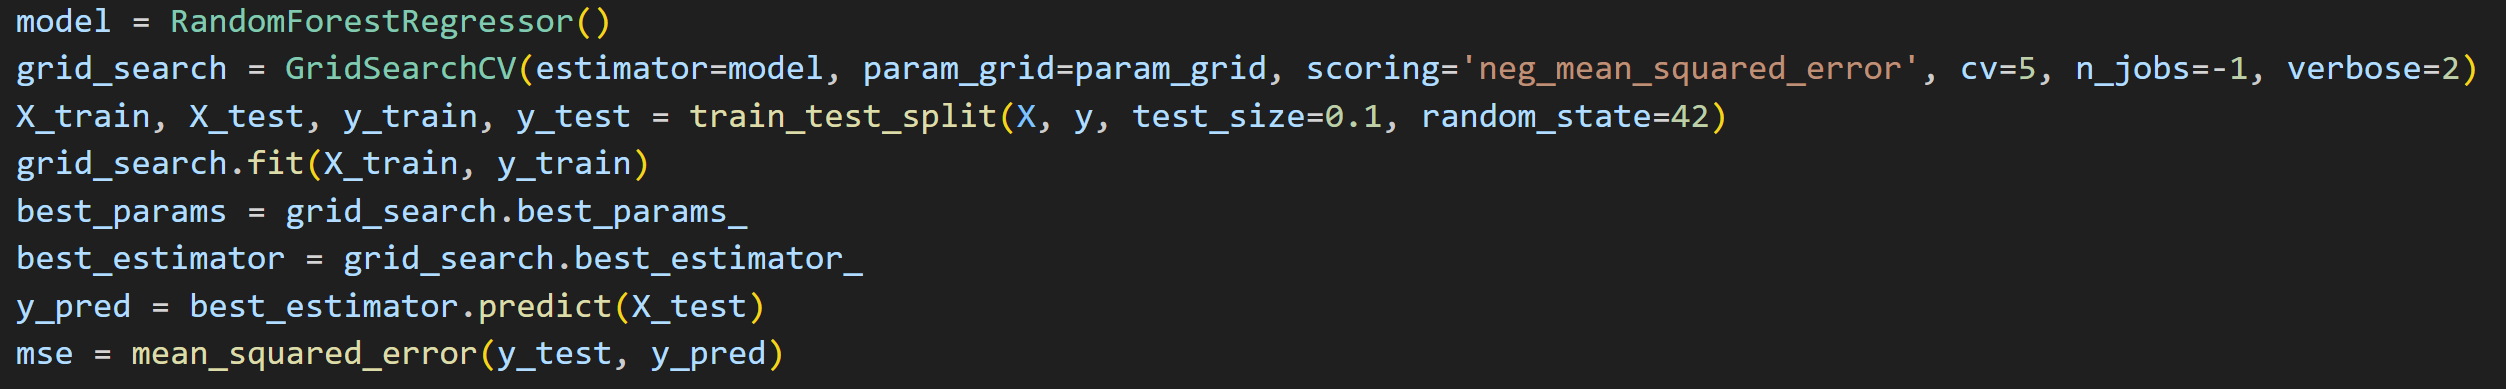 model = RandomForestRegressor()
grid_search = GridSearchCV(estimator=model, param_grid=param_grid, scoring='neg_mean_squared_error', cv=5, n_jobs=-1, verbose=2)
X_train, X_test, y_train, y_test = train_test_split(X, y, test_size=0.1, random_state=42)
grid_search.fit(X_train, y_train)
best_params = grid_search.best_params_
best_estimator = grid_search.best_estimator_
y_pred = best_estimator.predict(X_test)
mse = mean_squared_error(y_test, y_pred)